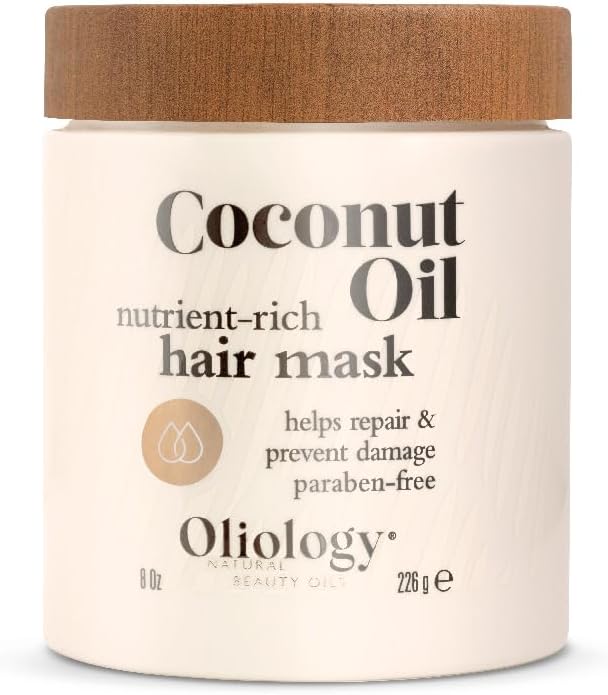 Coconut
Oil
nutrient-rich
hair mask
helps repair &
prevent damage
paraben-free
Oliology®
NATURAL
BEAUTY OILS
8 Oz
226 g ℮